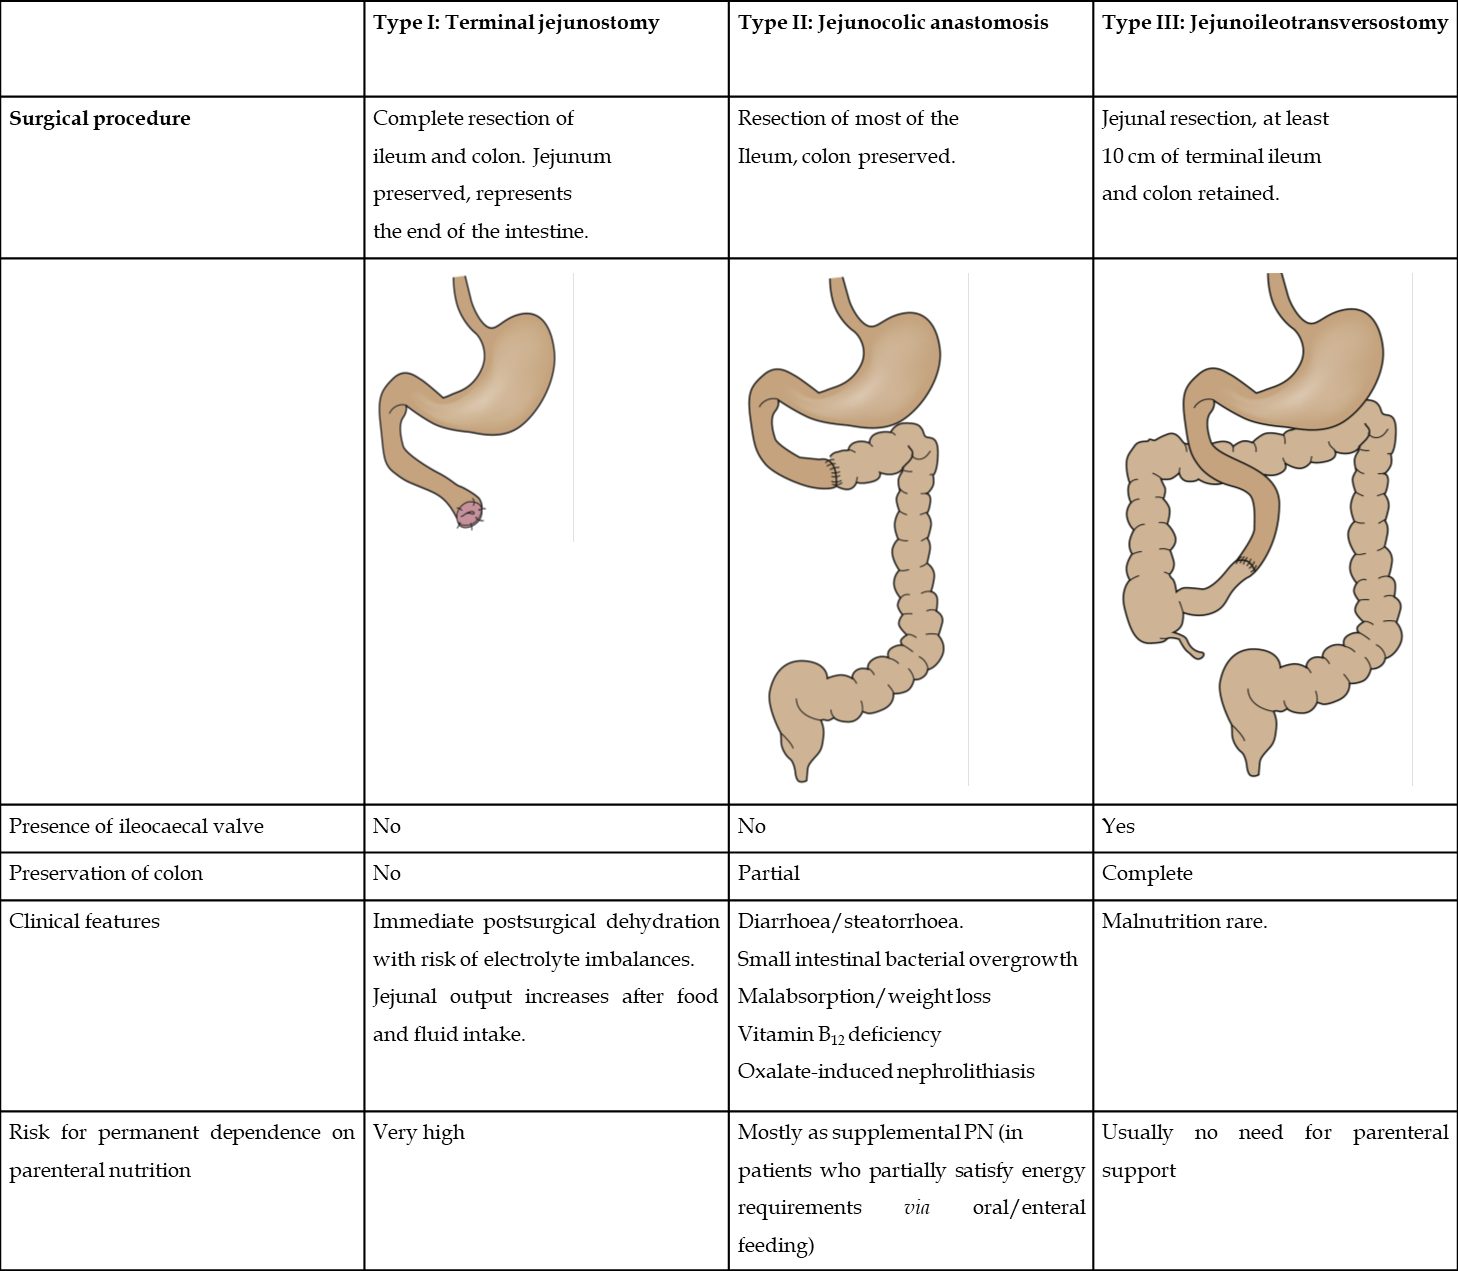 Type I: Terminal jejunostomy
Type II: Jejunocolic anastomosis
Type III: Jejunoileotransversostomy
Surgical procedure
Complete resection of
ileum and colon. Jejunum
preserved, represents
the end of the intestine.
Resection of most of the
Ileum, colon preserved.
Jejunal resection, at least
10 cm of terminal ileum
and colon retained.
Presence of ileocaecal valve
No
No
Yes
Preservation of colon
No
Partial
Complete
Clinical features
Immediate postsurgical dehydration
with risk of electrolyte imbalances.
Jejunal output increases after food
and fluid intake.
Diarrhoea/steatorrhoea.
Small intestinal bacterial overgrowth
Malabsorption/weight loss
Vitamin B₁₂ deficiency
Oxalate-induced nephrolithiasis
Malnutrition rare.
Risk for permanent dependence on
parenteral nutrition
Very high
Mostly as supplemental PN (in
patients who partially satisfy energy
requirements via oral/enteral
feeding)
Usually no need for parenteral
support